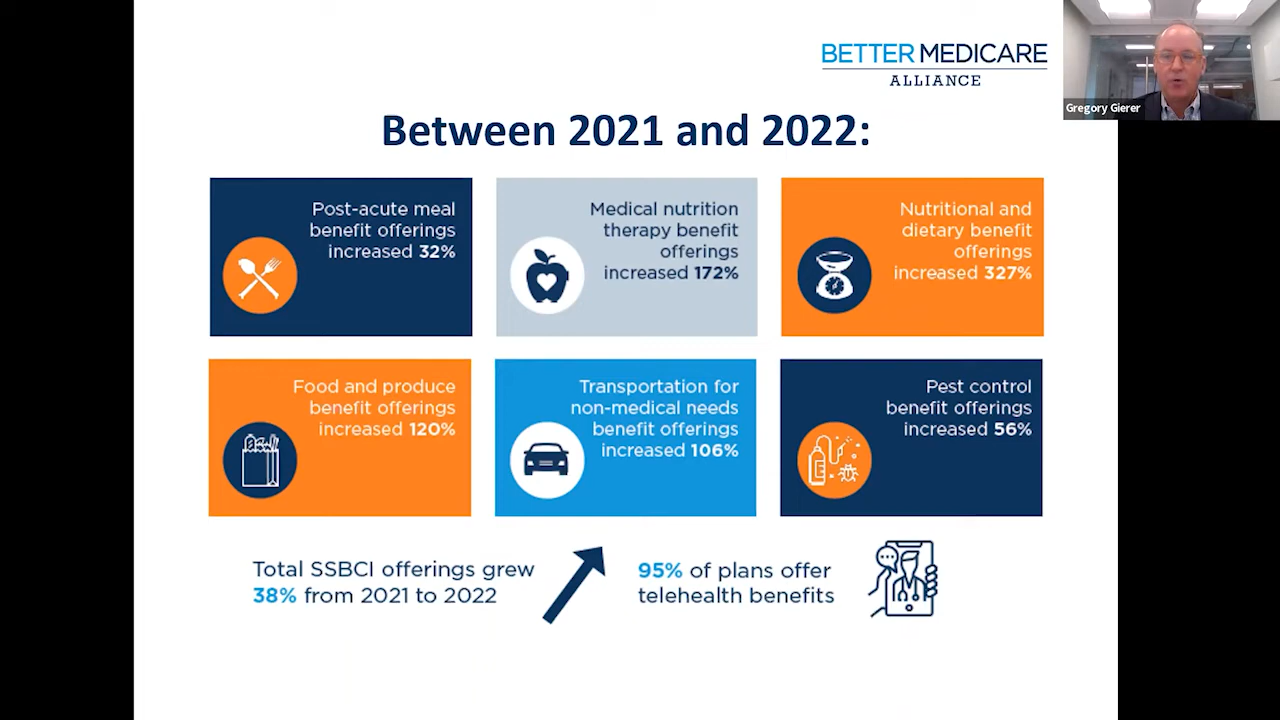 BETTER MEDICARE
ALLIANCE
Gregory Gierer
Between 2021 and 2022:
Post-acute meal
benefit offerings
increased 32%
Medical nutrition
therapy benefit
offerings
increased 172%
Nutritional and
dietary benefit
offerings
increased 327%
Food and produce
benefit offerings
increased 120%
Transportation for
non-medical needs
benefit offerings
increased 106%
Pest control
benefit offerings
increased 56%
Total SSBCI offerings grew
38% from 2021 to 2022
95% of plans offer
telehealth benefits